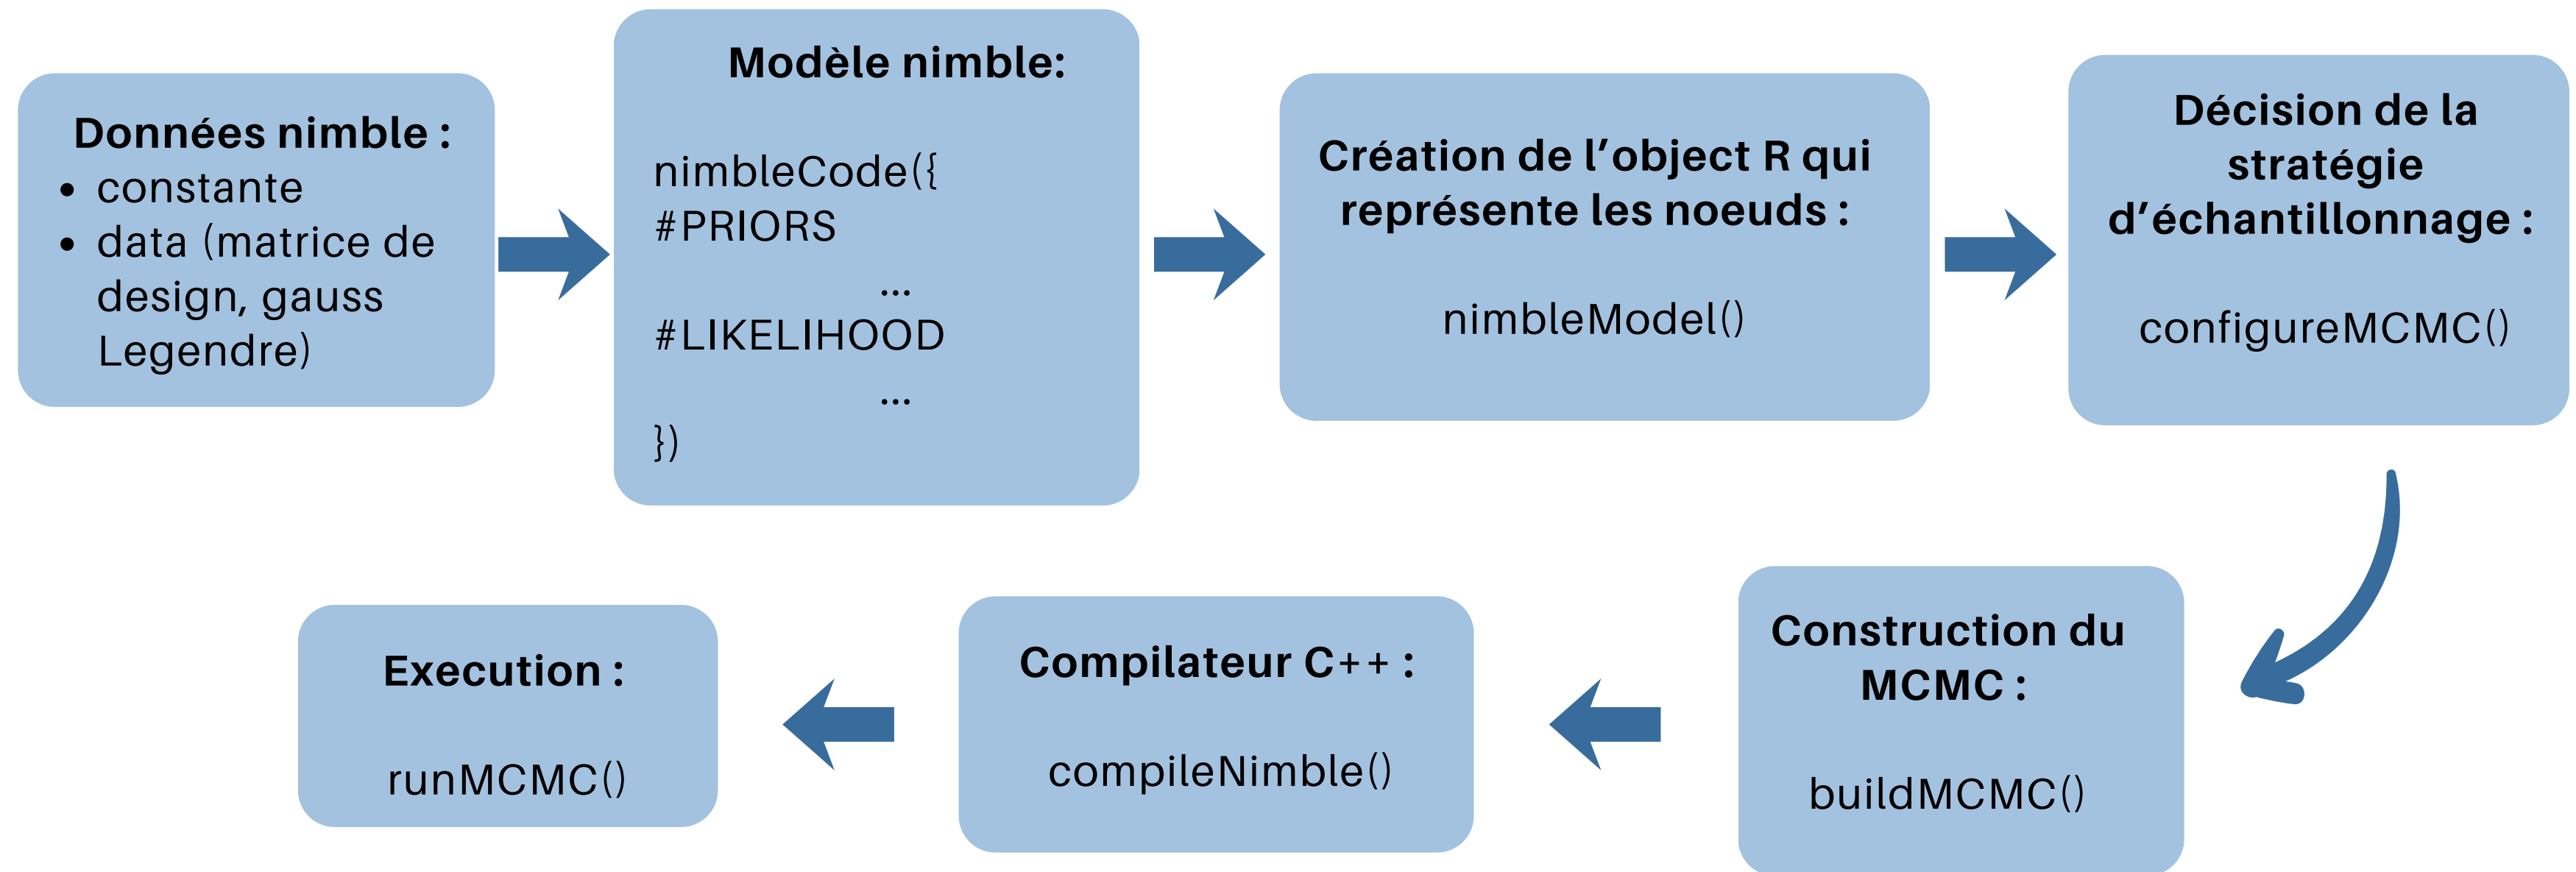 Données nimble :
• constante
• data (matrice de
design, gauss
Legendre)
Modèle nimble:
nimbleCode({
#PRIORS
...
#LIKELIHOOD
...
})
Création de l’object R qui
représente les noeuds :
nimbleModel()
Décision de la
stratégie
d’échantillonnage :
configureMCMC()
Construction du
MCMC :
buildMCMC()
Compilateur C++ :
compileNimble()
Execution :
runMCMC()